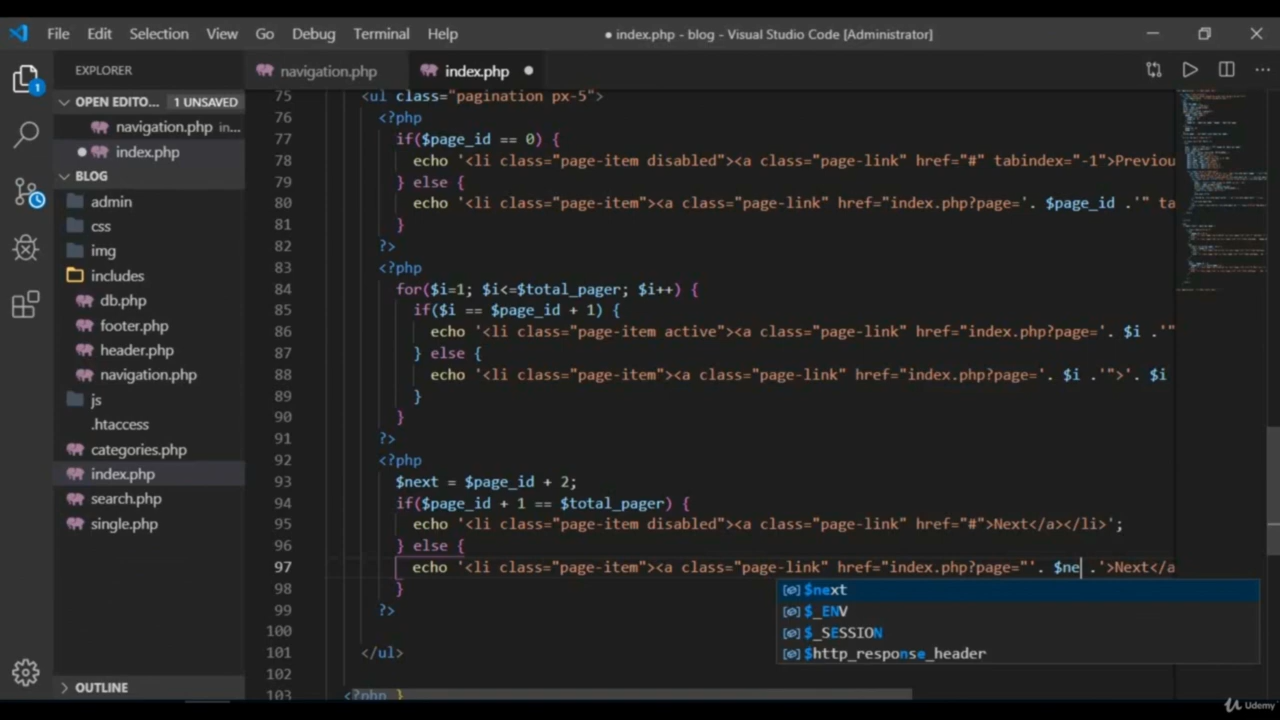 File Edit Selection View Go Debug Terminal Help
● index.php - blog - Visual Studio Code [Administrator]
EXPLORER
navigation.php
index.php ●
1
OPEN EDITO... 1 UNSAVED
navigation.php in...
● index.php
BLOG
admin
css
img
includes
db.php
footer.php
header.php
navigation.php
js
.htaccess
categories.php
index.php
search.php
single.php
OUTLINE
75 <ul class="pagination px-5">
76 <?php
77 if($page_id == 0) {
78 echo '<li class="page-item disabled"><a class="page-link" href="#" tabindex="-1">Previou
79 } else {
80 echo '<li class="page-item"><a class="page-link" href="index.php?page='. $page_id .'" ta
81 }
82 ?>
83 <?php
84 for($i=1; $i<=$total_pager; $i++) {
85 if($i == $page_id + 1) {
86 echo '<li class="page-item active"><a class="page-link" href="index.php?page='. $i .'"
87 } else {
88 echo '<li class="page-item"><a class="page-link" href="index.php?page='. $i .'">'. $i
89 }
90 }
91 ?>
92 <?php
93 $next = $page_id + 2;
94 if($page_id + 1 == $total_pager) {
95 echo '<li class="page-item disabled"><a class="page-link" href="#">Next</a></li>';
96 } else {
97 echo '<li class="page-item"><a class="page-link" href="index.php?page="'. $ne .'>Next</a
98 }
99 ?>
100
101 </ul>
102
103 <?php }
$next
$_ENV
$_SESSION
$http_response_header
Udemy